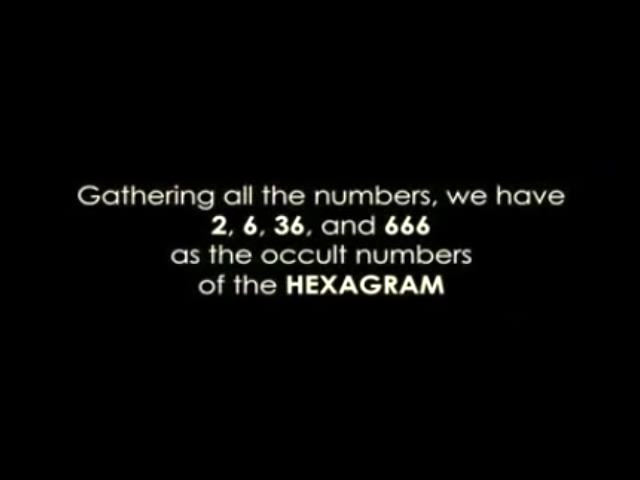 Gathering all the numbers, we have
2, 6, 36, and 666
as the occult numbers
of the HEXAGRAM